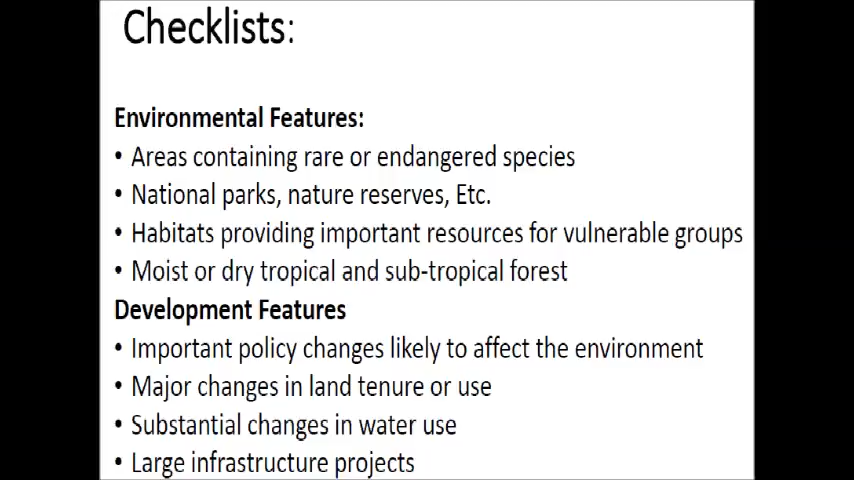 Checklists:
Environmental Features:
• Areas containing rare or endangered species
• National parks, nature reserves, Etc.
• Habitats providing important resources for vulnerable groups
• Moist or dry tropical and sub-tropical forest
Development Features
• Important policy changes likely to affect the environment
• Major changes in land tenure or use
• Substantial changes in water use
• Large infrastructure projects